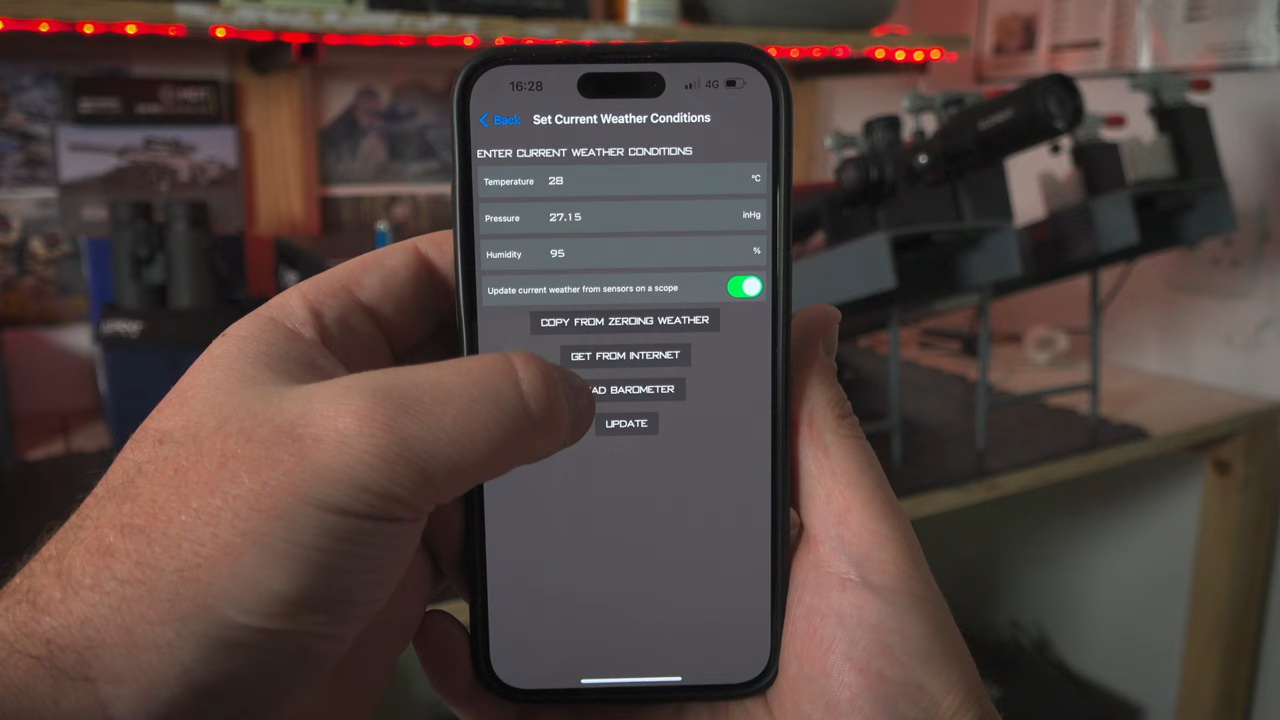 16:28
4G
Back
Set Current Weather Conditions
ENTER CURRENT WEATHER CONDITIONS
Temperature 28 °C
Pressure 27.15 inHg
Humidity 95 %
Update current weather from sensors on a scope
COPY FROM ZEROING WEATHER
GET FROM INTERNET
AD BAROMETER
UPDATE